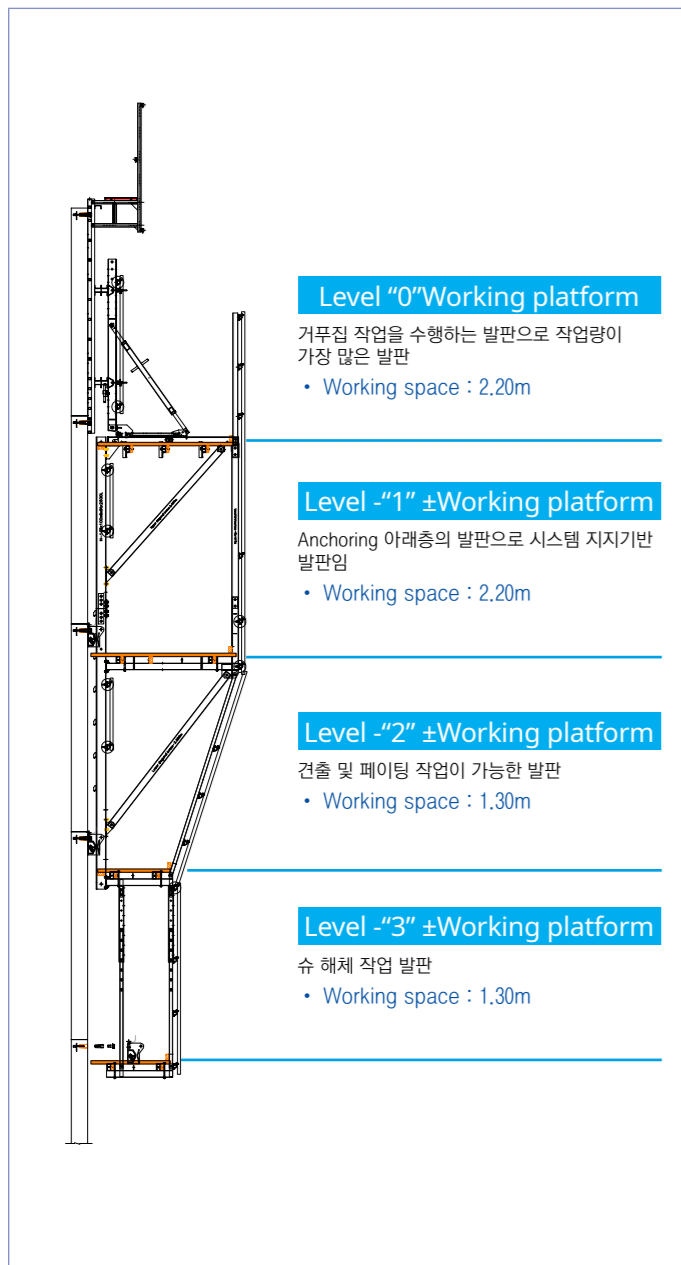 Level “0”Working platform
거푸집 작업을 수행하는 발판으로 작업량이
가장 많은 발판
• Working space : 2.20m
Level -“1” ±Working platform
Anchoring 아래층의 발판으로 시스템 지지기반
발판임
• Working space : 2.20m
Level -“2” ±Working platform
견출 및 페이팅 작업이 가능한 발판
• Working space : 1.30m
Level -“3” ±Working platform
슈 해체 작업 발판
• Working space : 1.30m